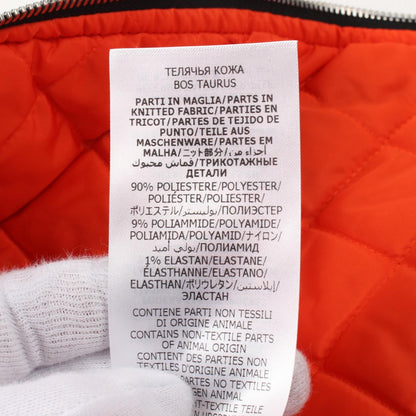 ТЕЛЯЧЬЯ КОЖА
BOS TAURUS
PARTI IN MAGLIA/PARTS IN
KNITTED FABRIC/PARTIES EN
TRICOT/PARTES DE TEJIDO DE
PUNTO/TEILE AUS
MASCHENWARE/PARTES EM
MALHA/ニット部分/أجزاء من
قماش محبوك/ТРИКОТАЖНЫЕ
ДЕТАЛИ
90% POLIESTERE/POLYESTER/
POLIÉSTER/POLIESTER/
ポリエステル/بوليستر/ПОЛИЭСТЕР
9% POLIAMMIDE/POLYAMIDE/
POLIAMIDA/POLYAMID/ナイロン/
بولي أميد/ПОЛИАМИД
1% ELASTAN/ELASTANE/
ÉLASTHANNE/ELASTANO/
ELASTHAN/ポリウレタン/إيلاستين/
ЭЛАСТАН
CONTIENE PARTI NON TESSILI
DI ORIGINE ANIMALE
CONTAINS NON-TEXTILE PARTS
OF ANIMAL ORIGIN
CONTIENT DES PARTIES NON